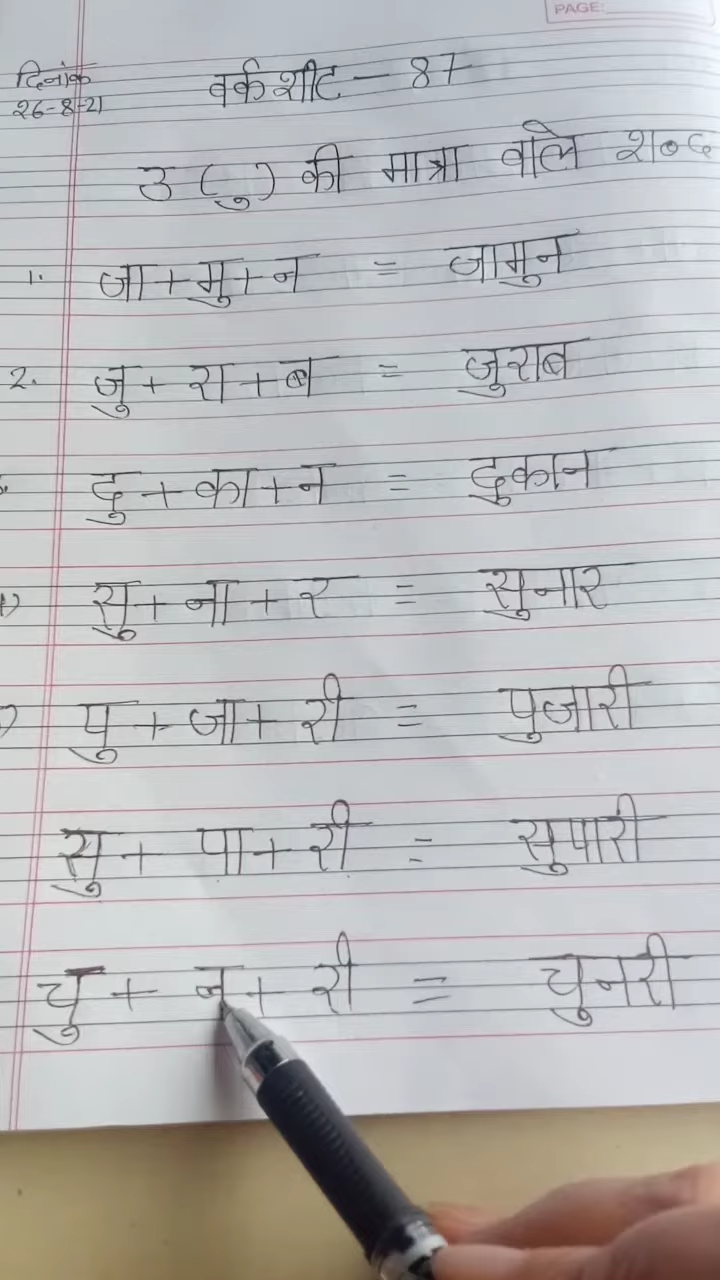 PAGE:
दिनांक
26-8-21
वर्कशीट - 87
उ ( ु ) की मात्रा वाले शब्द
1. जा + मु + न = जामुन
2. जु + रा + ब = जुराब
दु + का + न = दुकान
सु + ना + र = सुनार
पु + जा + री = पुजारी
सु + पा + री = सुपारी
चु + न + री = चुनरी